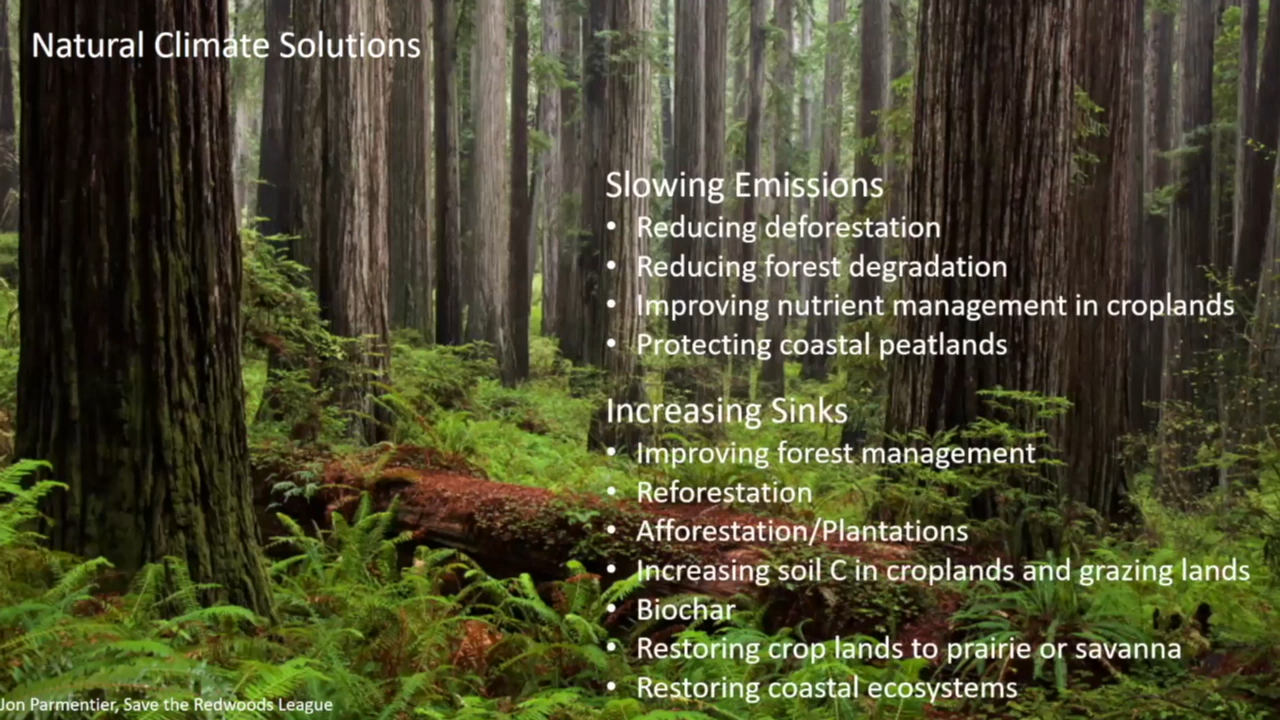 Natural Climate Solutions
Slowing Emissions
• Reducing deforestation
• Reducing forest degradation
• Improving nutrient management in croplands
• Protecting coastal peatlands
Increasing Sinks
• Improving forest management
• Reforestation
• Afforestation/Plantations
• Increasing soil C in croplands and grazing lands
• Biochar
• Restoring crop lands to prairie or savanna
• Restoring coastal ecosystems
Jon Parmentier, Save the Redwoods League